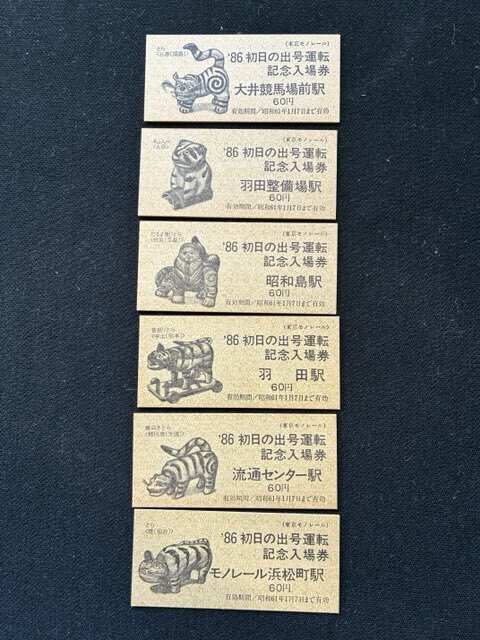 (東京モノレール)
とら
'86 初日の出号運転
記念入場券
大井競馬場前駅
60円
有効期間/昭和61年1月7日まで有効
(東京モノレール)
'86 初日の出号運転
記念入場券
羽田整備場駅
60円
有効期間/昭和61年1月7日まで有効
(東京モノレール)
'86 初日の出号運転
記念入場券
昭和島駅
60円
有効期間/昭和61年1月7日まで有効
(東京モノレール)
'86 初日の出号運転
記念入場券
羽 田駅
60円
有効期間/昭和61年1月7日まで有効
(東京モノレール)
'86 初日の出号運転
記念入場券
流通センター駅
60円
有効期間/昭和61年1月7日まで有効
(東京モノレール)
とら
'86 初日の出号運転
記念入場券
モノレール浜松町駅
60円
有効期間/昭和61年1月7日まで有効